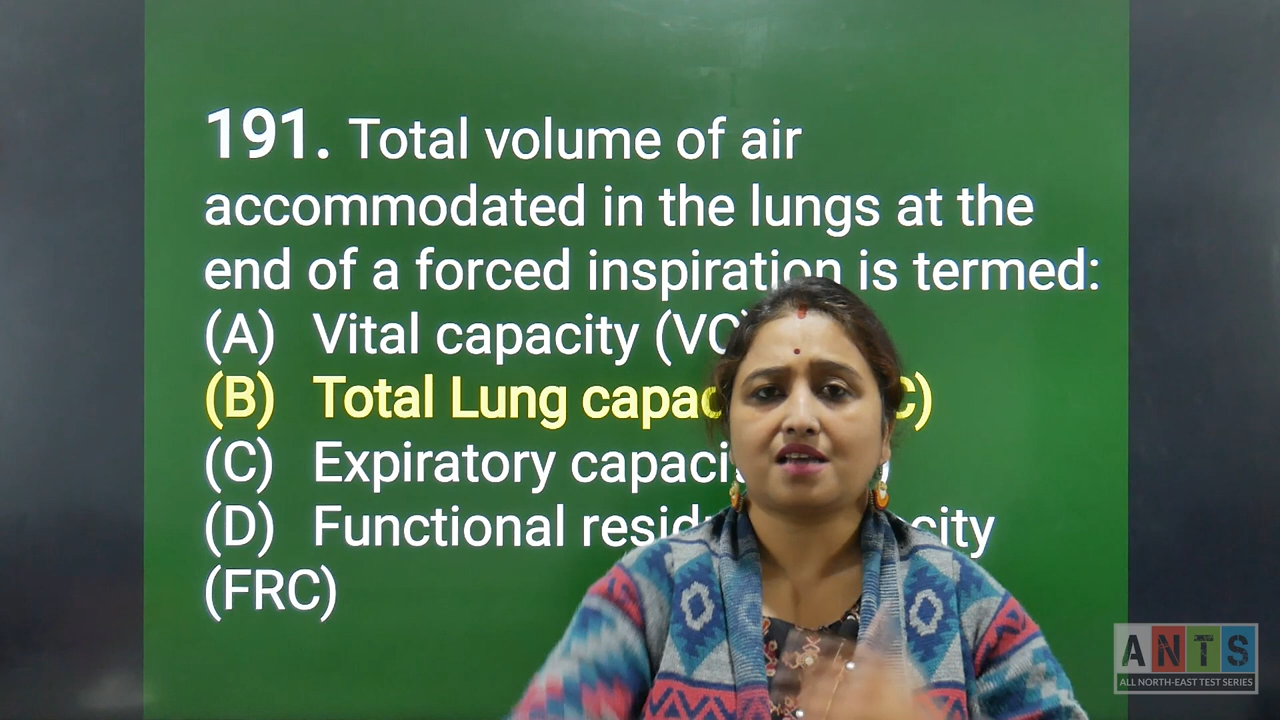 191. Total volume of air
accommodated in the lungs at the
end of a forced inspiration is termed:
(A) Vital capacity (VC)
(B) Total Lung
(C) Expiratory
(D) Functional
(FRC)
ANTS
ALL NORTH-EAST TEST SERIES